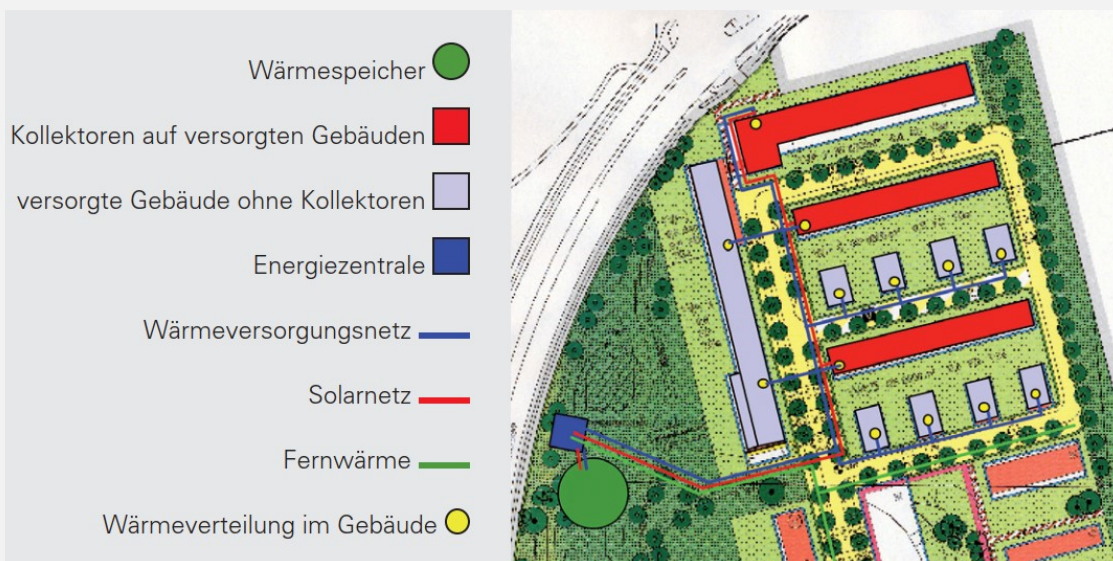 Wärmespeicher
Kollektoren auf versorgten Gebäuden
versorgte Gebäude ohne Kollektoren
Energiezentrale
Wärmeversorgungsnetz
Solarnetz
Fernwärme
Wärmeverteilung im Gebäude